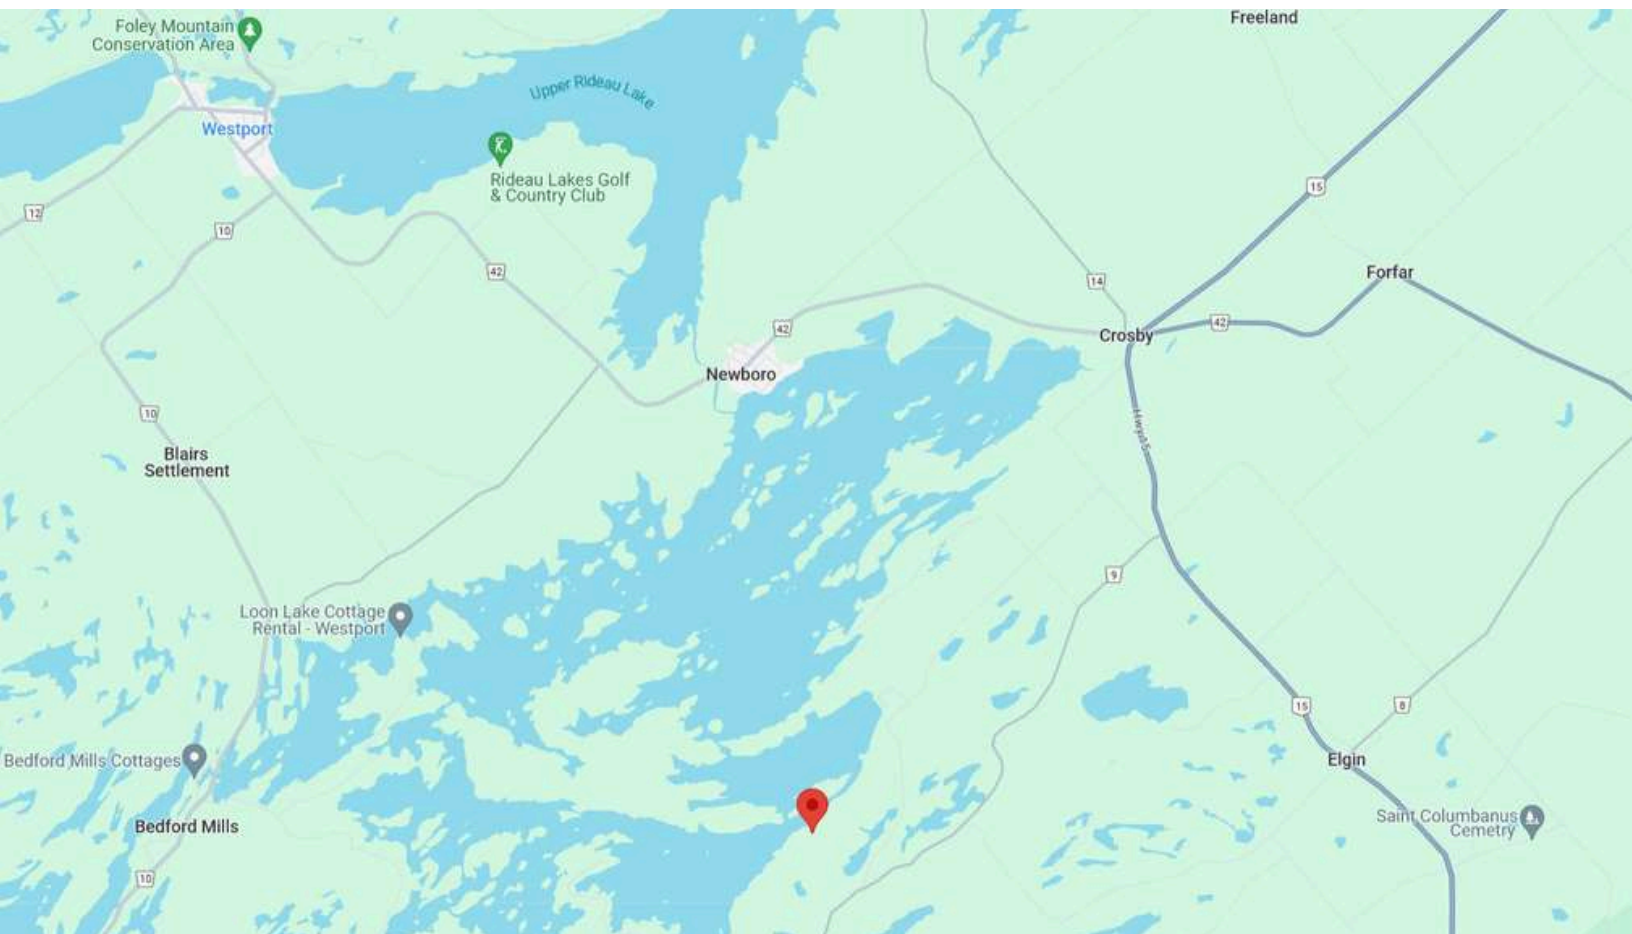 Freeland
Foley Mountain
Conservation Area
Upper Rideau Lake
Westport
Rideau Lakes Golf
& Country Club
15
12
10
42
14
Forfar
42
42
Crosby
Newboro
10
Hwy 15
Blairs
Settlement
9
Loon Lake Cottage
Rental - Westport
15
8
Bedford Mills Cottages
Elgin
Saint Columbanus
Cemetry
Bedford Mills
10